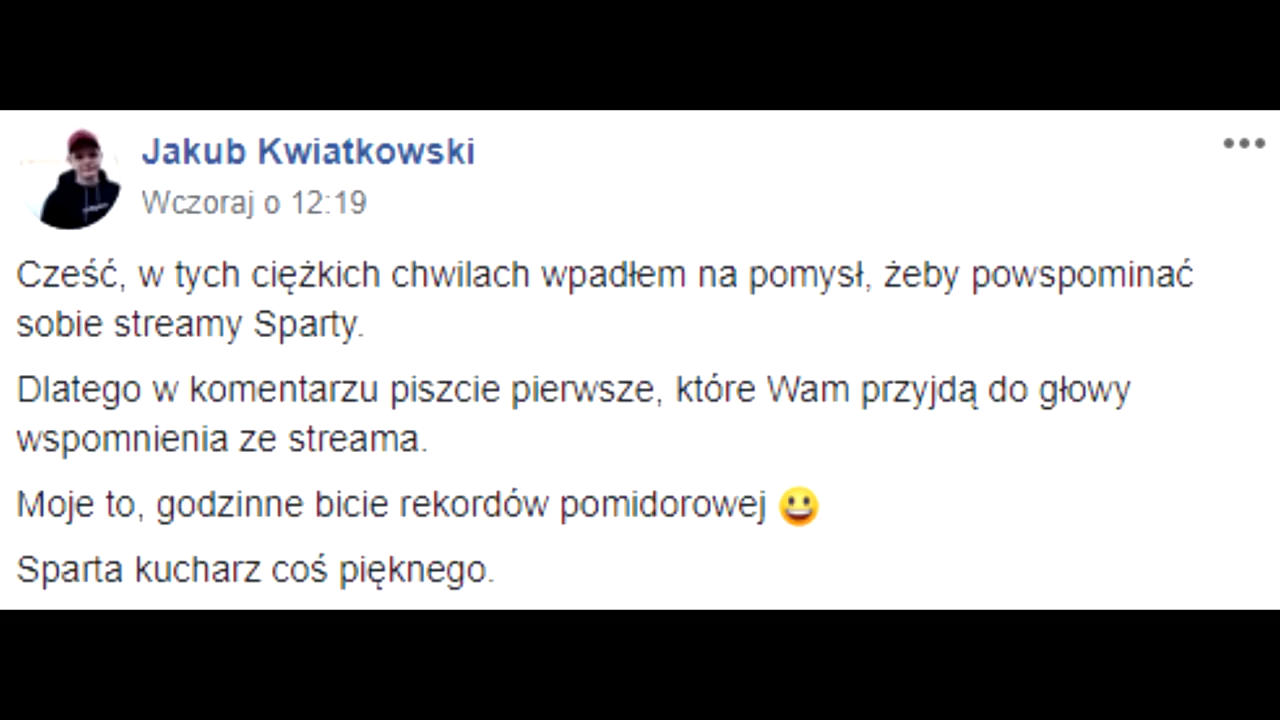 Jakub Kwiatkowski
Wczoraj o 12:19
Cześć, w tych ciężkich chwilach wpadłem na pomysł, żeby powspominać
sobie streamy Sparty.
Dlatego w komentarzu piszcie pierwsze, które Wam przyjdą do głowy
wspomnienia ze streama.
Moje to, godzinne bicie rekordów pomidorowej 😀
Sparta kucharz coś pięknego.